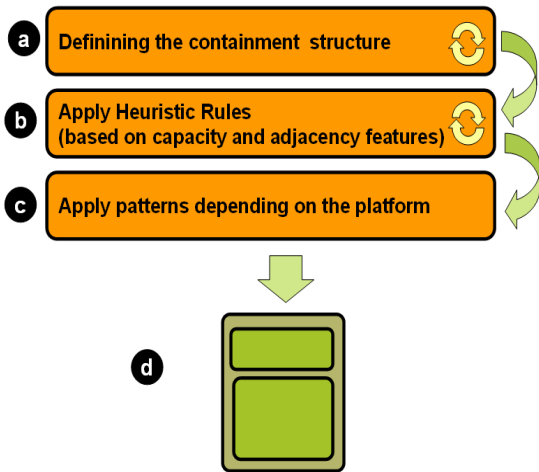 a
Definining the containment structure
b
Apply Heuristic Rules
(based on capacity and adjacency features)
c
Apply patterns depending on the platform
d